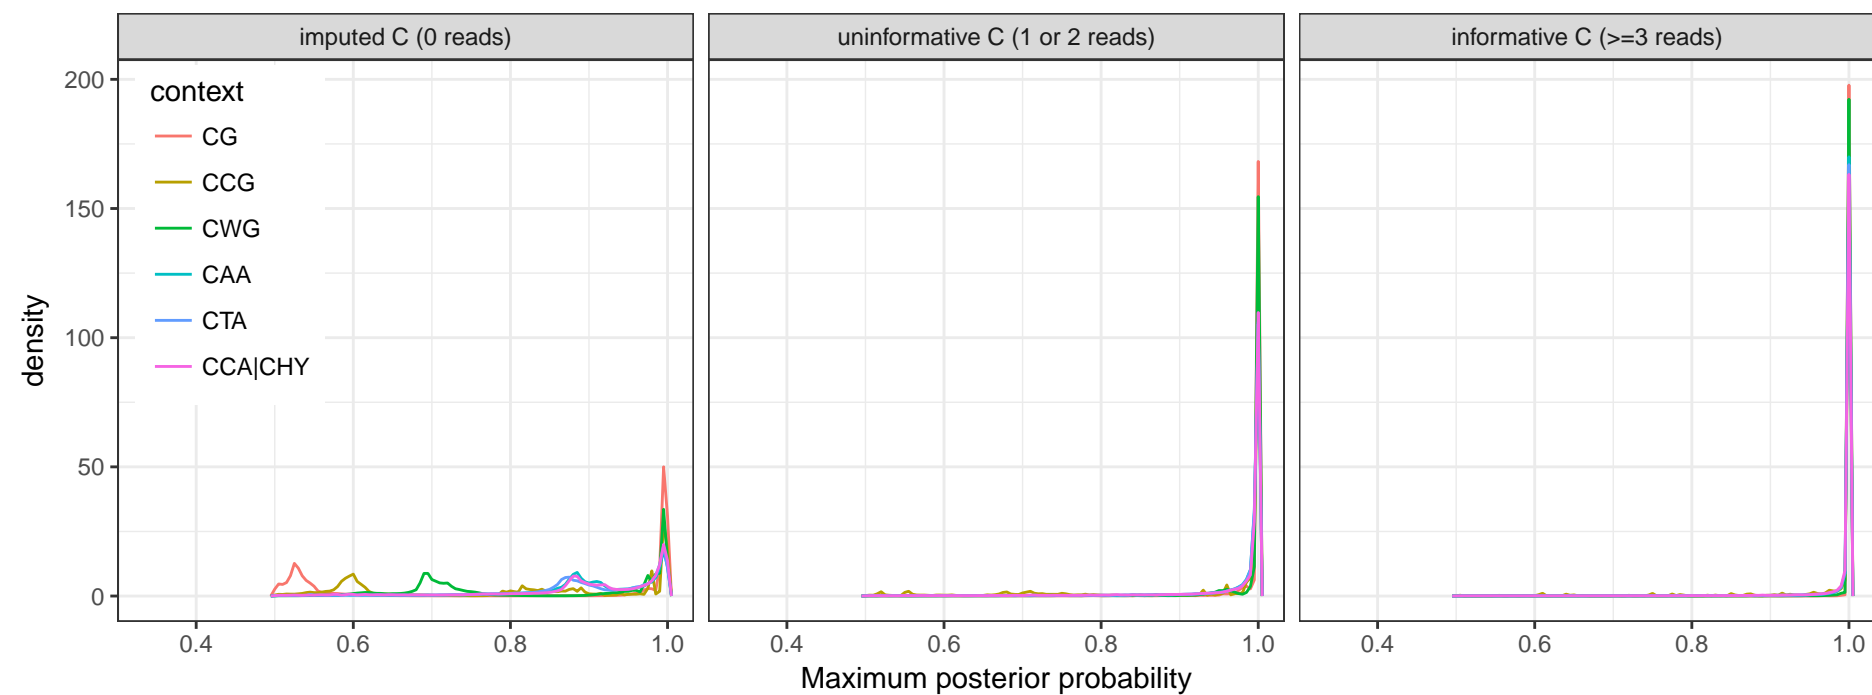 imputed C (0 reads)
uninformative C (1 or 2 reads)
informative C (>=3 reads)
context
CG
CCG
CWG
CAA
CTA
CCA|CHY
density
200
150
100
50
0
0.4 0.6 0.8 1.0
0.4 0.6 0.8 1.0
0.4 0.6 0.8 1.0
Maximum posterior probability